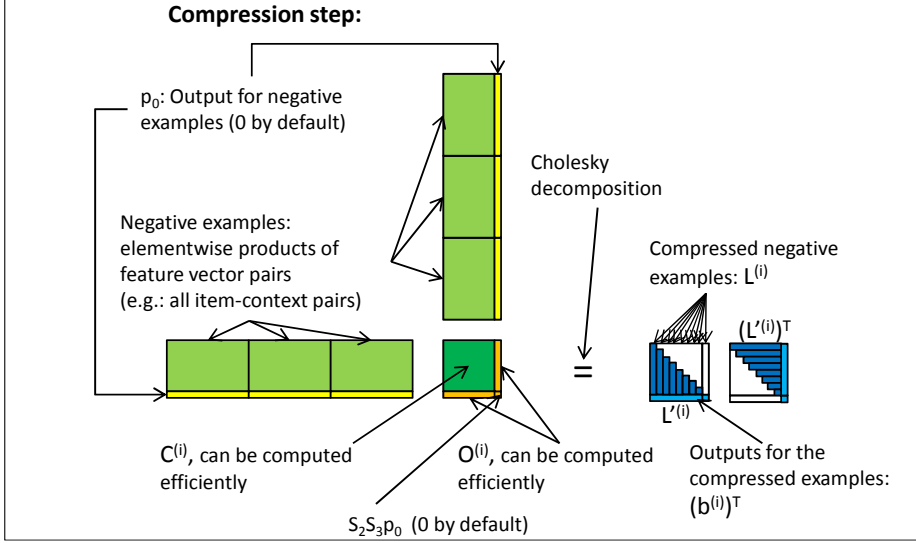 Compression step:
p₀: Output for negative
examples (0 by default)
Cholesky
decomposition
Negative examples:
elementwise products of
feature vector pairs
(e.g.: all item-context pairs)
Compressed negative
examples: L⁽ⁱ⁾
(L'⁽ⁱ⁾)ᵀ
=
L'⁽ⁱ⁾
C⁽ⁱ⁾, can be computed
efficiently
O⁽ⁱ⁾, can be computed
efficiently
Outputs for the
compressed examples:
(b⁽ⁱ⁾)ᵀ
S₂S₃p₀ (0 by default)